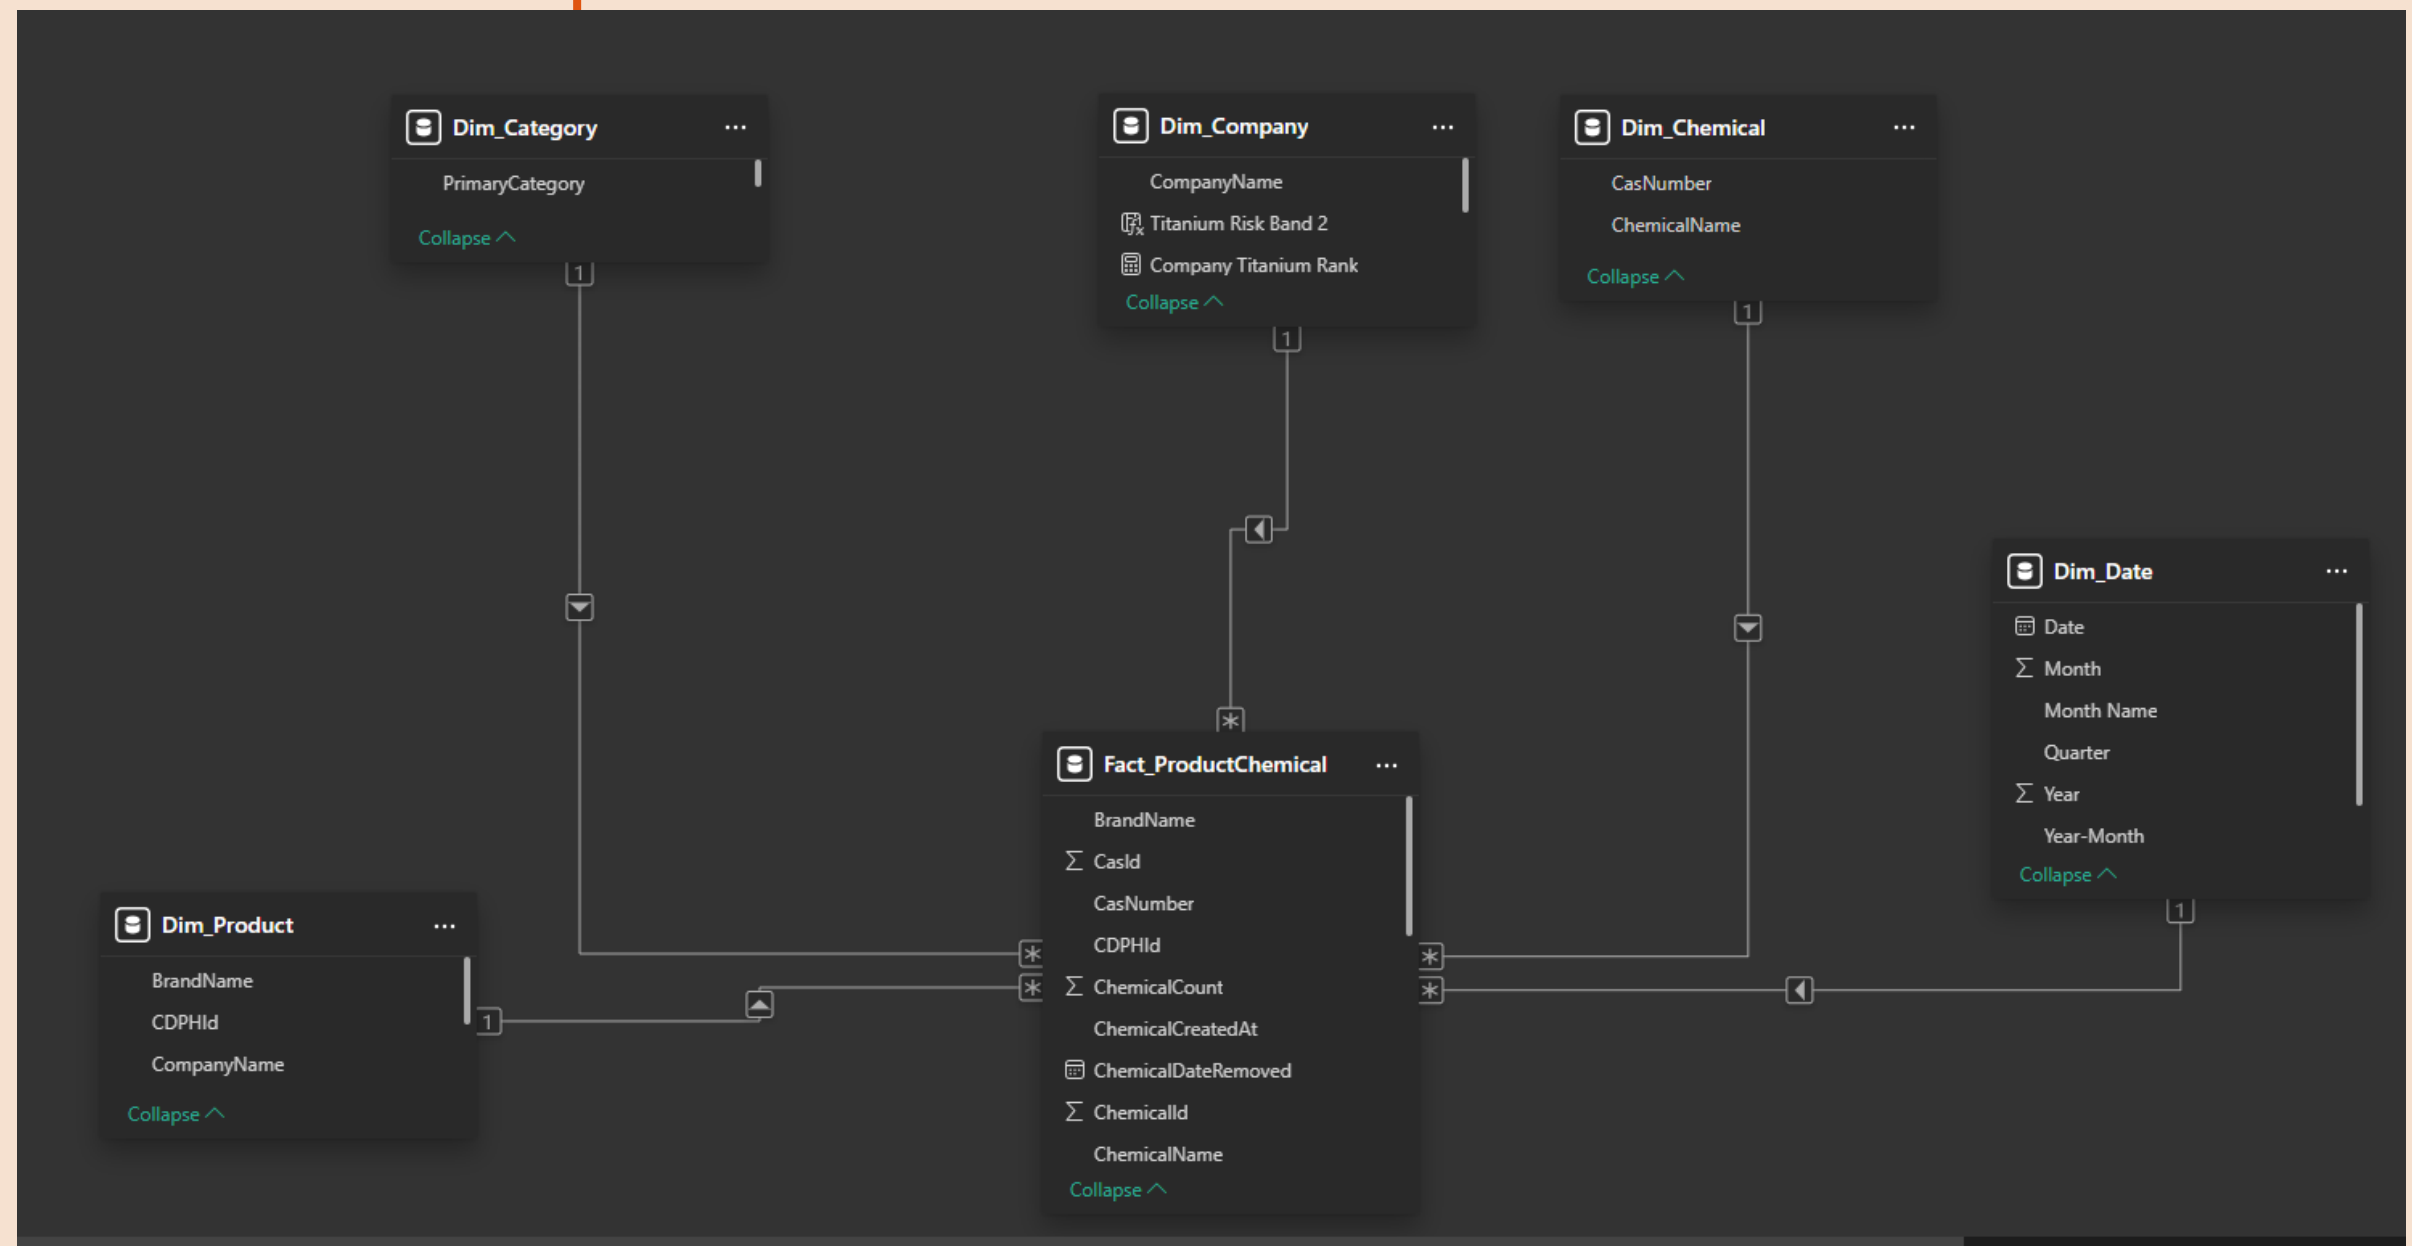 Dim_Category
PrimaryCategory
Collapse
1
Dim_Company
CompanyName
Titanium Risk Band 2
Company Titanium Rank
Collapse
1
Dim_Chemical
CasNumber
ChemicalName
Collapse
1
Dim_Date
Date
Month
Month Name
Quarter
Year
Year-Month
Collapse
1
Dim_Product
BrandName
CDPHId
CompanyName
Collapse
1
*
*
*
Fact_ProductChemical
BrandName
CasId
CasNumber
CDPHId
ChemicalCount
ChemicalCreatedAt
ChemicalDateRemoved
ChemicalId
ChemicalName
Collapse
*
*